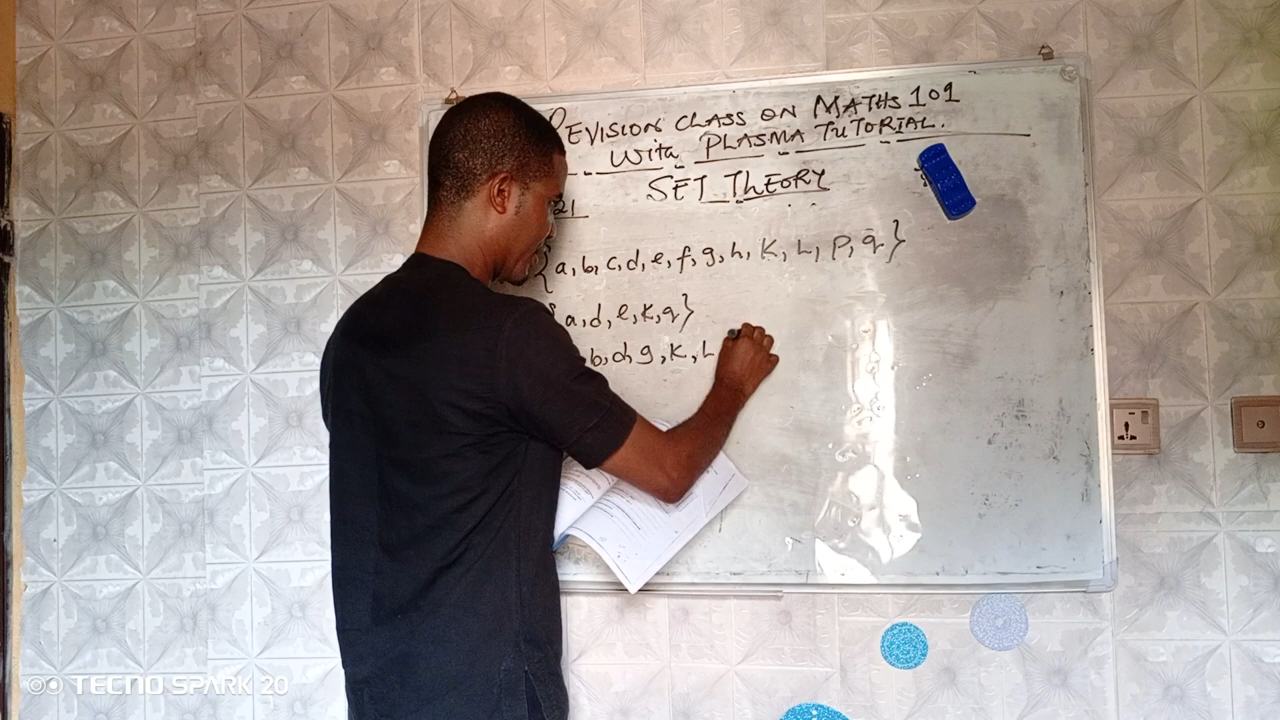 REVISION CLASS ON MATHS 101
With PLASMA TUTORIAL.
SET THEORY
21
{a, b, c, d, e, f, g, h, K, L, p, q}
{a, d, e, K, q}
b, d, g, K, L
TECNO SPARK 20